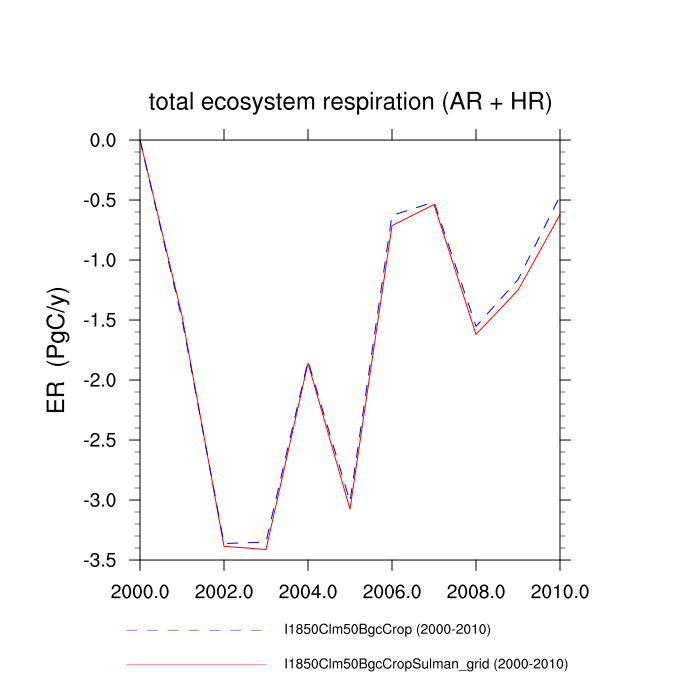 total ecosystem respiration (AR + HR)
0.0
-0.5
-1.0
-1.5
-2.0
-2.5
-3.0
-3.5
ER (PgC/y)
2000.0 2002.0 2004.0 2006.0 2008.0 2010.0
I1850Clm50BgcCrop (2000-2010)
I1850Clm50BgcCropSulman_grid (2000-2010)